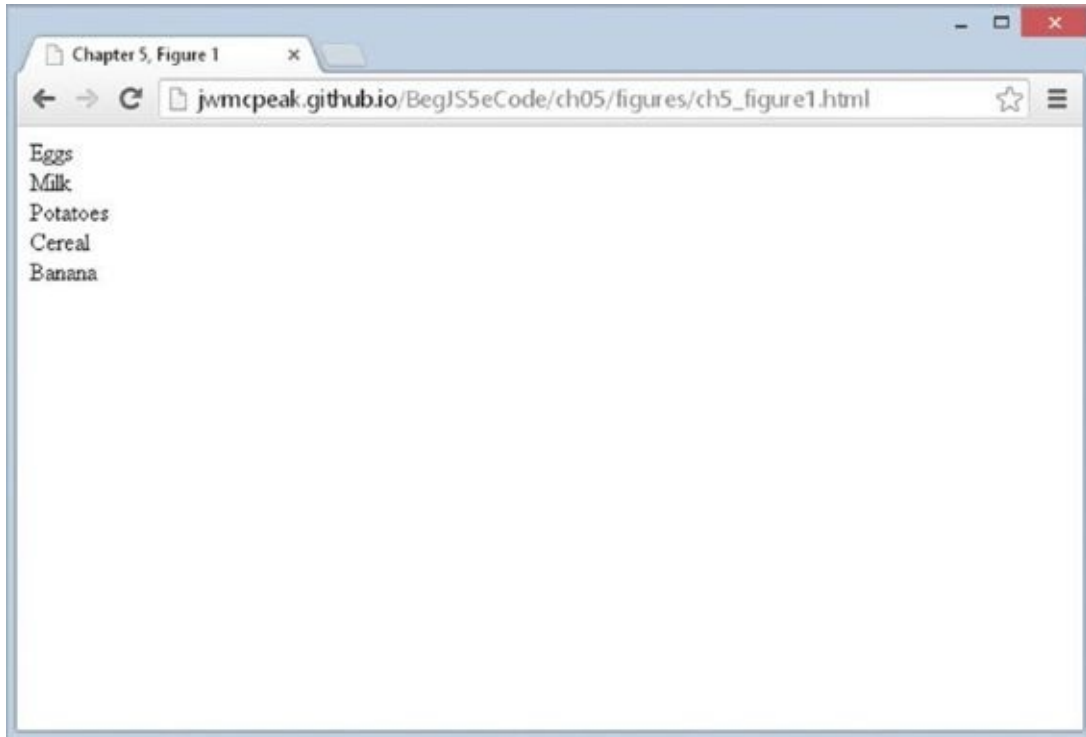 Chapter 5, Figure 1
jwmcpeak.github.io/BegJS5eCode/ch05/figures/ch5_figure1.html
Eggs
Milk
Potatoes
Cereal
Banana